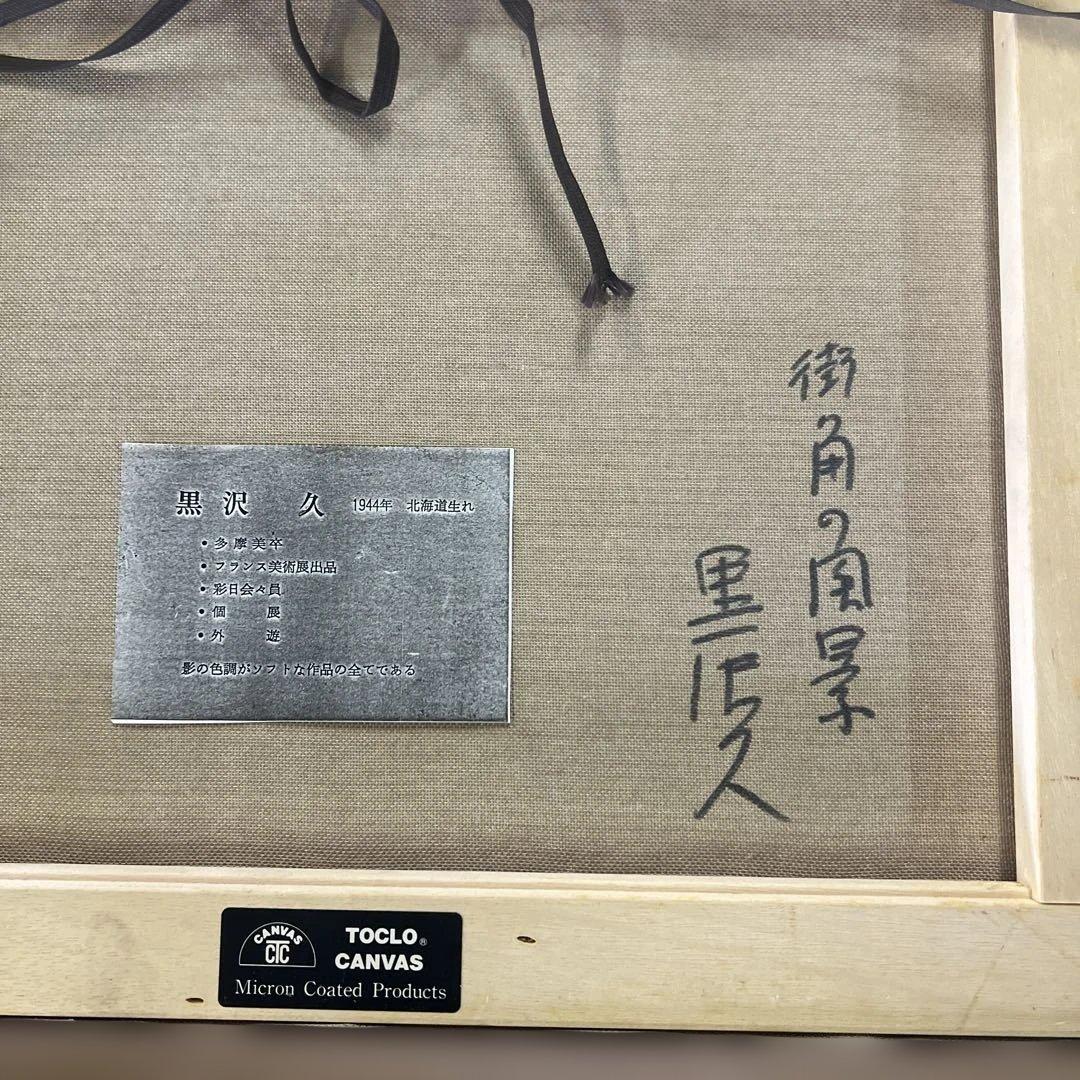 街角の風景
黒沢久
黒沢 久 1944年 北海道生れ
• 多摩美卒
• フランス美術展出品
• 彩日会々員
• 個 展
• 外 遊
影の色調がソフトな作品の全てである
CANVAS
CTC
TOCLO®
CANVAS
Micron Coated Products